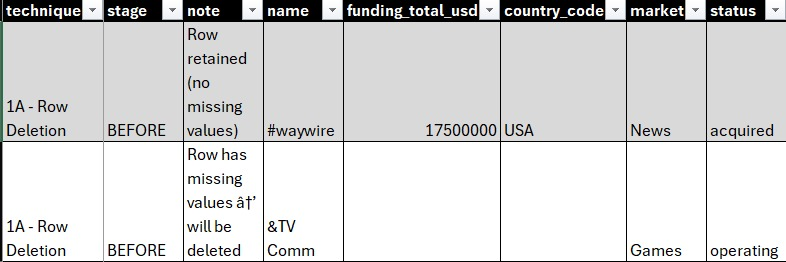 technique stage note name funding_total_usd country_code market status
Row
retained
(no
missing
1A - Row
Deletion BEFORE values) #waywire 17500000 USA News acquired
Row has
missing
values â†’
1A - Row will be &TV
Deletion BEFORE deleted Comm Games operating